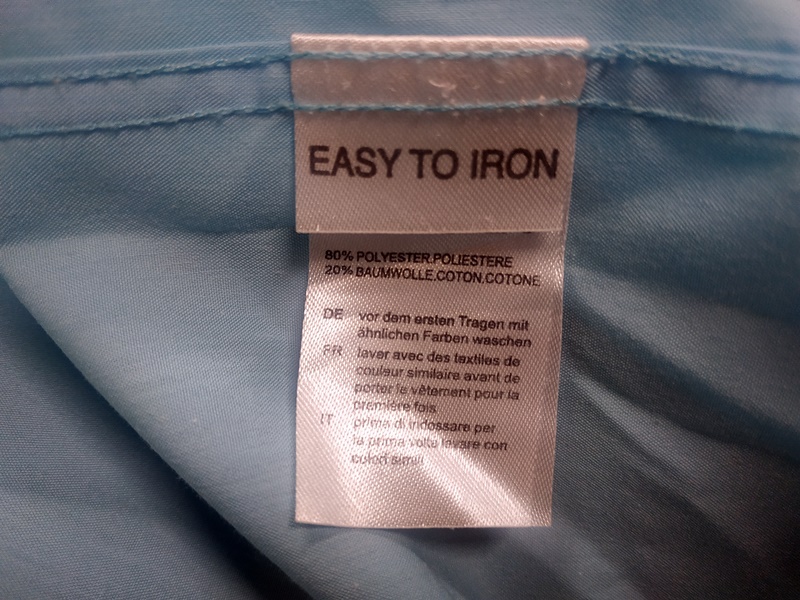 EASY TO IRON
80% POLYESTER.POLIESTERE
20% BAUMWOLLE.COTON.COTONE
DE vor dem ersten Tragen mit
ähnlichen Farben waschen
FR laver avec des textiles de
couleur similaire avant de
porter le vêtement pour la
première fois
IT prima di indossare per
la prima volta lavare con
colori simili